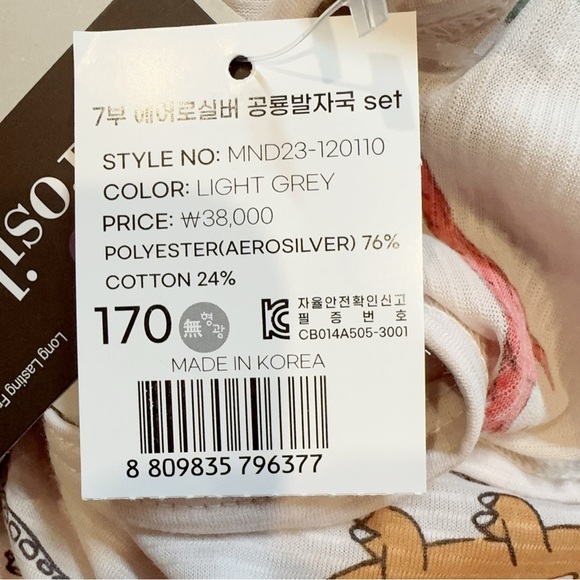 7부 에어로실버 공룡발자국 set
STYLE NO: MND23-120110
COLOR: LIGHT GREY
PRICE: ₩38,000
POLYESTER(AEROSILVER) 76%
COTTON 24%
170
無형광
자율안전확인신고
필증번호
CB014A505-3001
MADE IN KOREA
8 809835 796377
Long Lasting